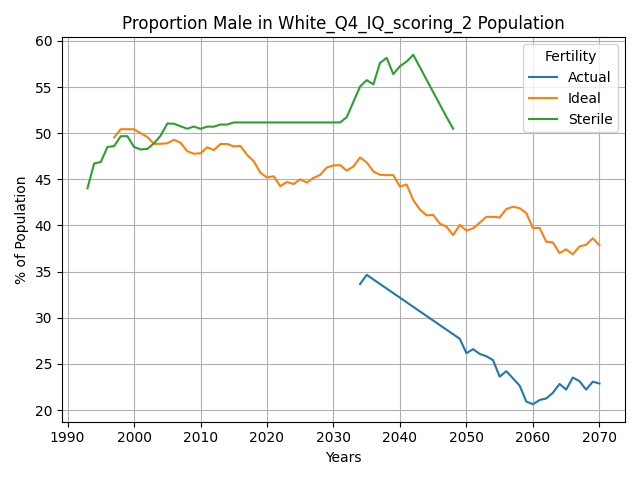 Proportion Male in White_Q4_IQ_scoring_2 Population
Fertility
Actual
Ideal
Sterile
% of Population
60
55
50
45
40
35
30
25
20
1990 2000 2010 2020 2030 2040 2050 2060 2070
Years